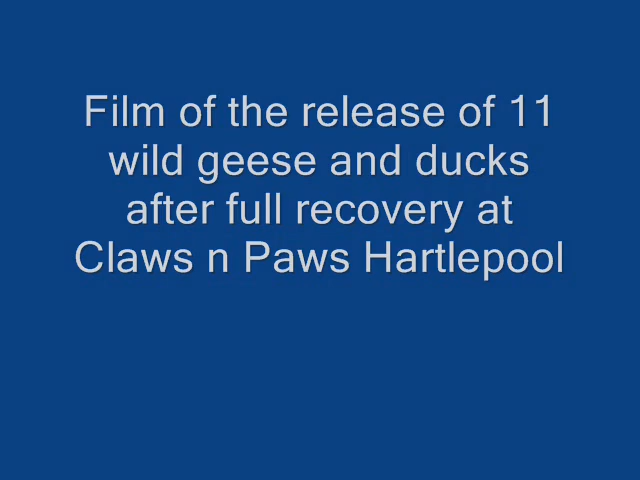 Film of the release of 11
wild geese and ducks
after full recovery at
Claws n Paws Hartlepool